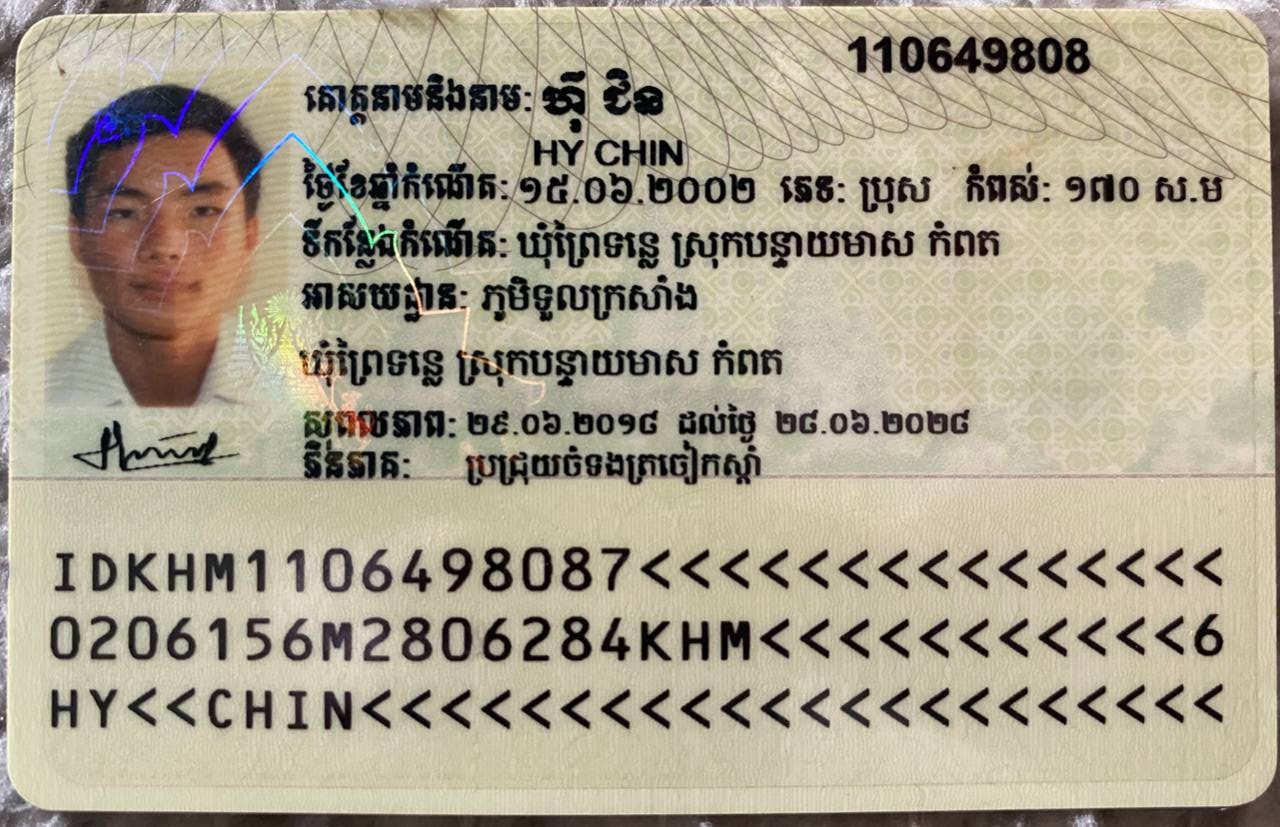 110649808
គោត្តនាមនិងនាម: ហ៊ី ជិន
HY CHIN
ថ្ងៃខែឆ្នាំកំណើត: ១៥.០៦.២០០២ ភេទ: ប្រុស កំពស់: ១៧០ ស.ម
ទីកន្លែងកំណើត: ឃុំព្រៃទន្លេ ស្រុកបន្ទាយមាស កំពត
អាសយដ្ឋាន: ភូមិទួលក្រសាំង
ឃុំព្រៃទន្លេ ស្រុកបន្ទាយមាស កំពត
សុពលភាព: ២៩.០៦.២០១៨ ដល់ថ្ងៃ ២៨.០៦.២០២៨
ភិនភាគ: ប្រជ្រុយចំទងត្រចៀកស្តាំ
IDKHM1106498087<<<<<<<<<<<<<<<
0206156M2806284KHM<<<<<<<<<<<6
HY<<CHIN<<<<<<<<<<<<<<<<<<<<<<